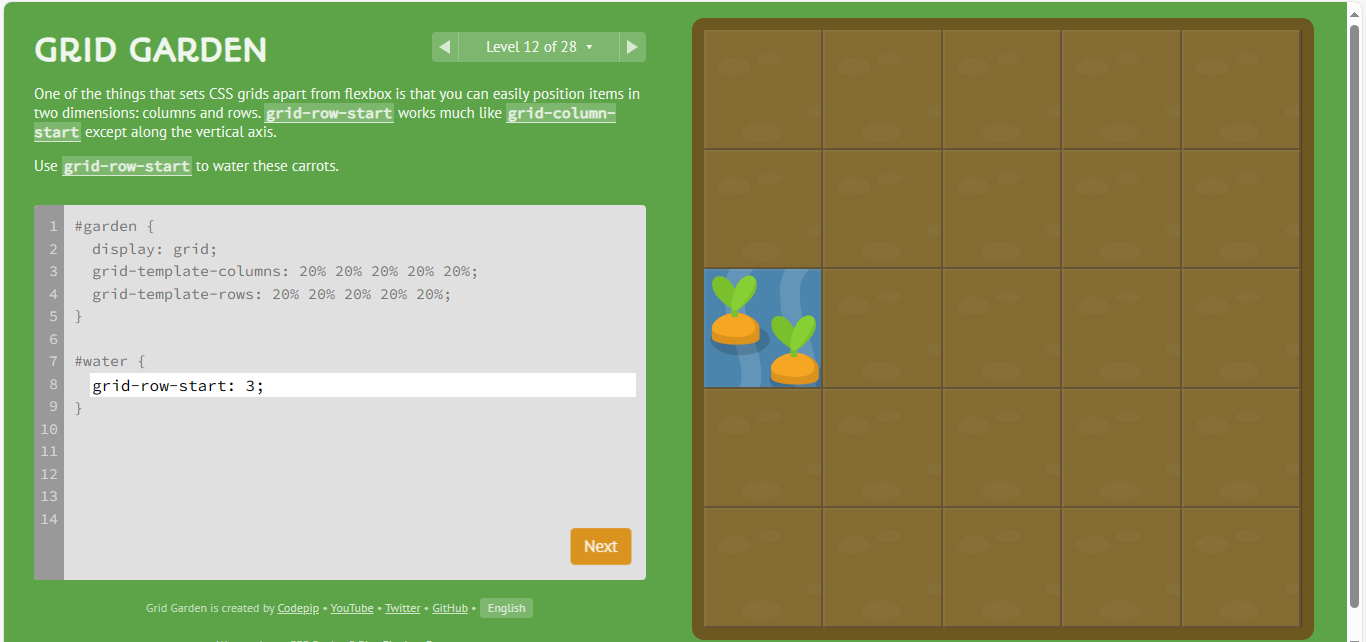 GRID GARDEN
Level 12 of 28
One of the things that sets CSS grids apart from flexbox is that you can easily position items in
two dimensions: columns and rows. grid-row-start works much like grid-column-
start except along the vertical axis.
Use grid-row-start to water these carrots.
1 #garden {
2 display: grid;
3 grid-template-columns: 20% 20% 20% 20% 20%;
4 grid-template-rows: 20% 20% 20% 20% 20%;
5 }
6
7 #water {
8 grid-row-start: 3;
9 }
10
11
12
13
14
Next
Grid Garden is created by Codepip • YouTube • Twitter • GitHub • English